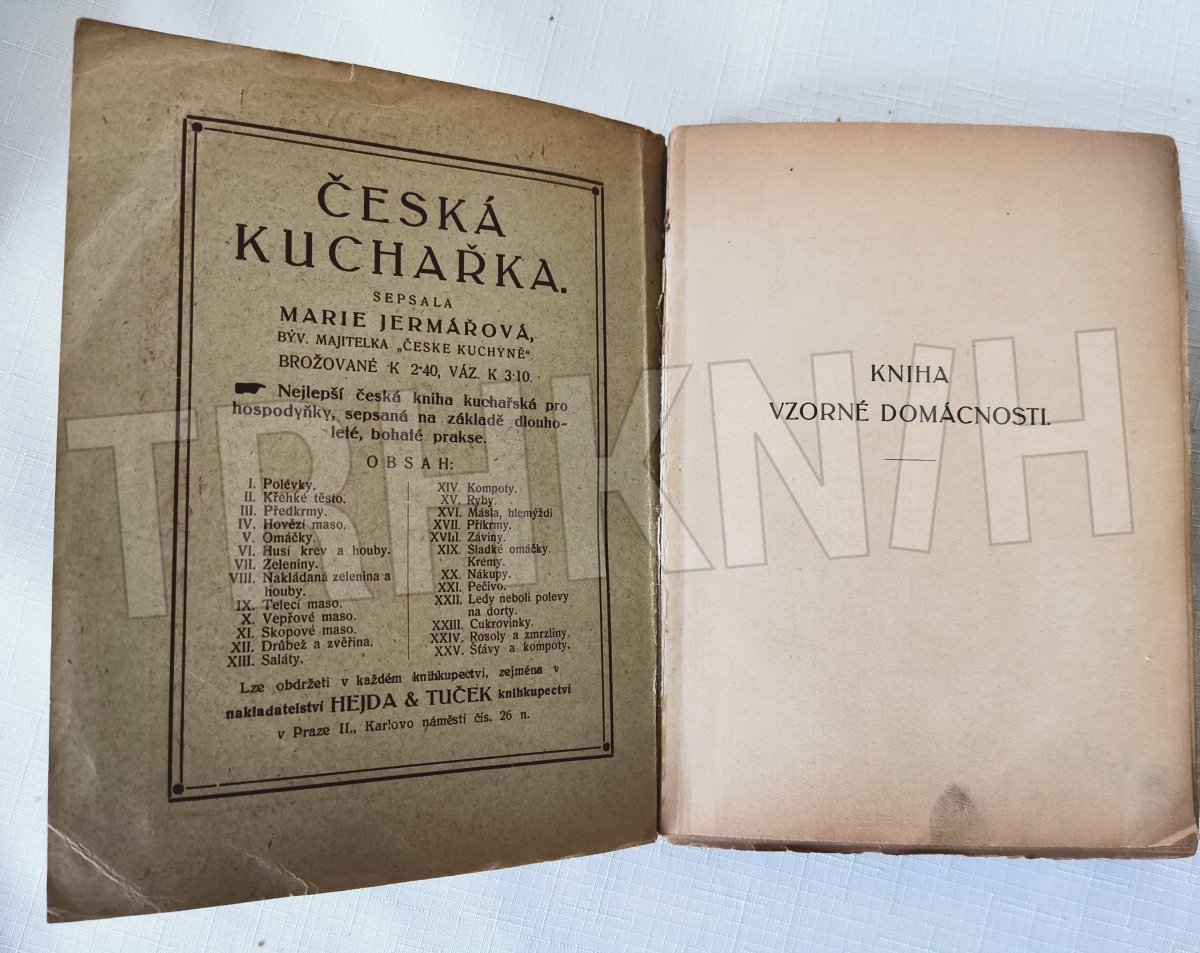 ČESKÁ
KUCHAŘKA.
SEPSALA
MARIE JERMÁŘOVÁ,
BÝV. MAJITELKA „ČESKE KUCHYNĚ".
BROŽOVANÉ K 2·40, VÁZ. K 3·10.
Nejlepší česká kniha kuchařská pro
hospodyňky, sepsaná na základě dlouho-
leté, bohaté prakse.
OBSAH:
I. Polévky.
II. Křehké těsto.
III. Předkrmy.
IV. Hovězí maso.
V. Omáčky.
VI. Husí krev a houby.
VII. Zeleniny.
VIII. Nakládaná zelenina a
houby.
IX. Telecí maso.
X. Vepřové maso.
XI. Skopové maso.
XII. Drůbež a zvěřina.
XIII. Saláty.
XIV. Kompoty.
XV. Ryby.
XVI. Másla, hlemýždi
XVII. Příkrmy.
XVIII. Záviny.
XIX. Sladké omáčky.
Krémy.
XX. Nákupy.
XXI. Pečivo.
XXII. Ledy neboli polevy
na dorty.
XXIII. Cukrovinky.
XXIV. Rosoly a zmrzliny.
XXV. Šťávy a kompoty.
Lze obdržeti v každém knihkupectví, zejména v
nakladatelství HEJDA & TUČEK knihkupectví
v Praze II., Karlovo náměstí čís. 26 n.
KNIHA
VZORNÉ DOMÁCNOSTI.
TRHKNIH